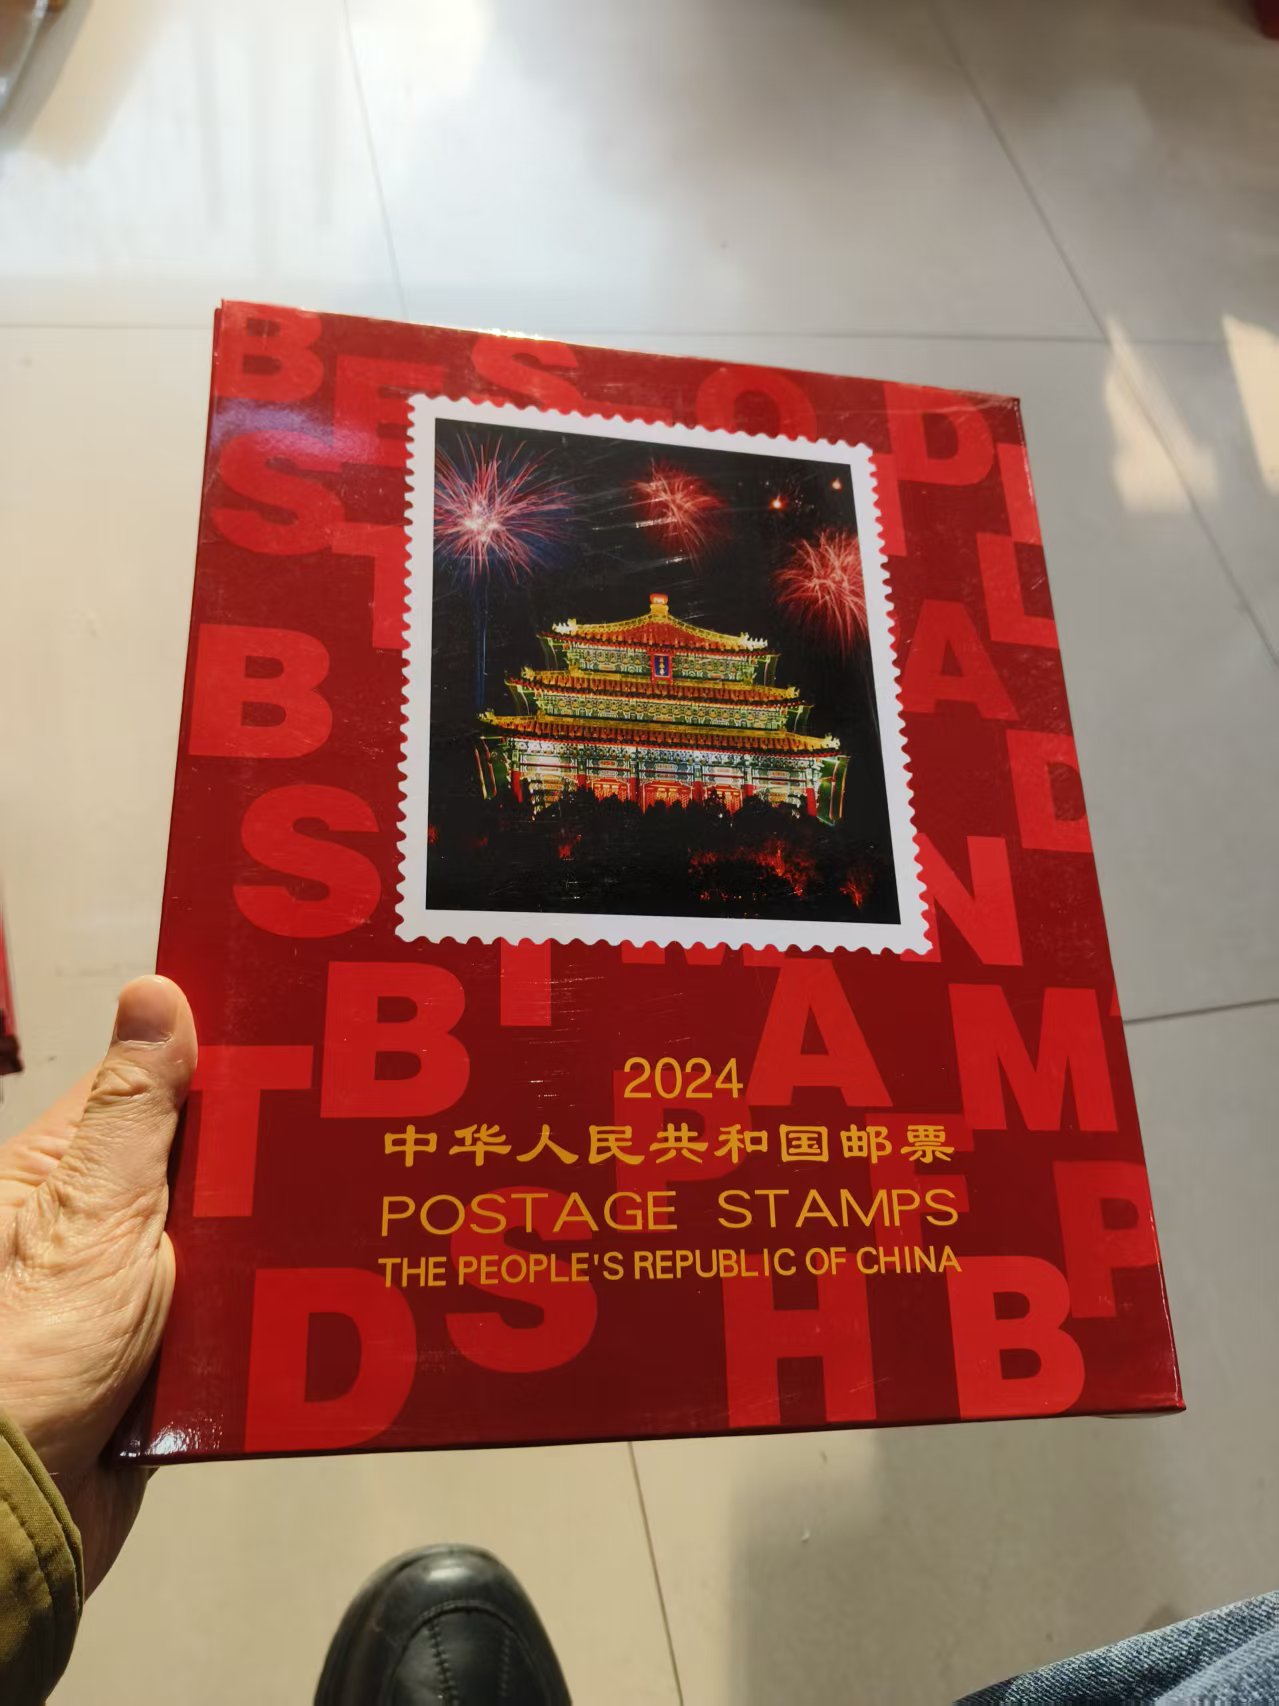 2024
中华人民共和国邮票
POSTAGE STAMPS
THE PEOPLE'S REPUBLIC OF CHINA